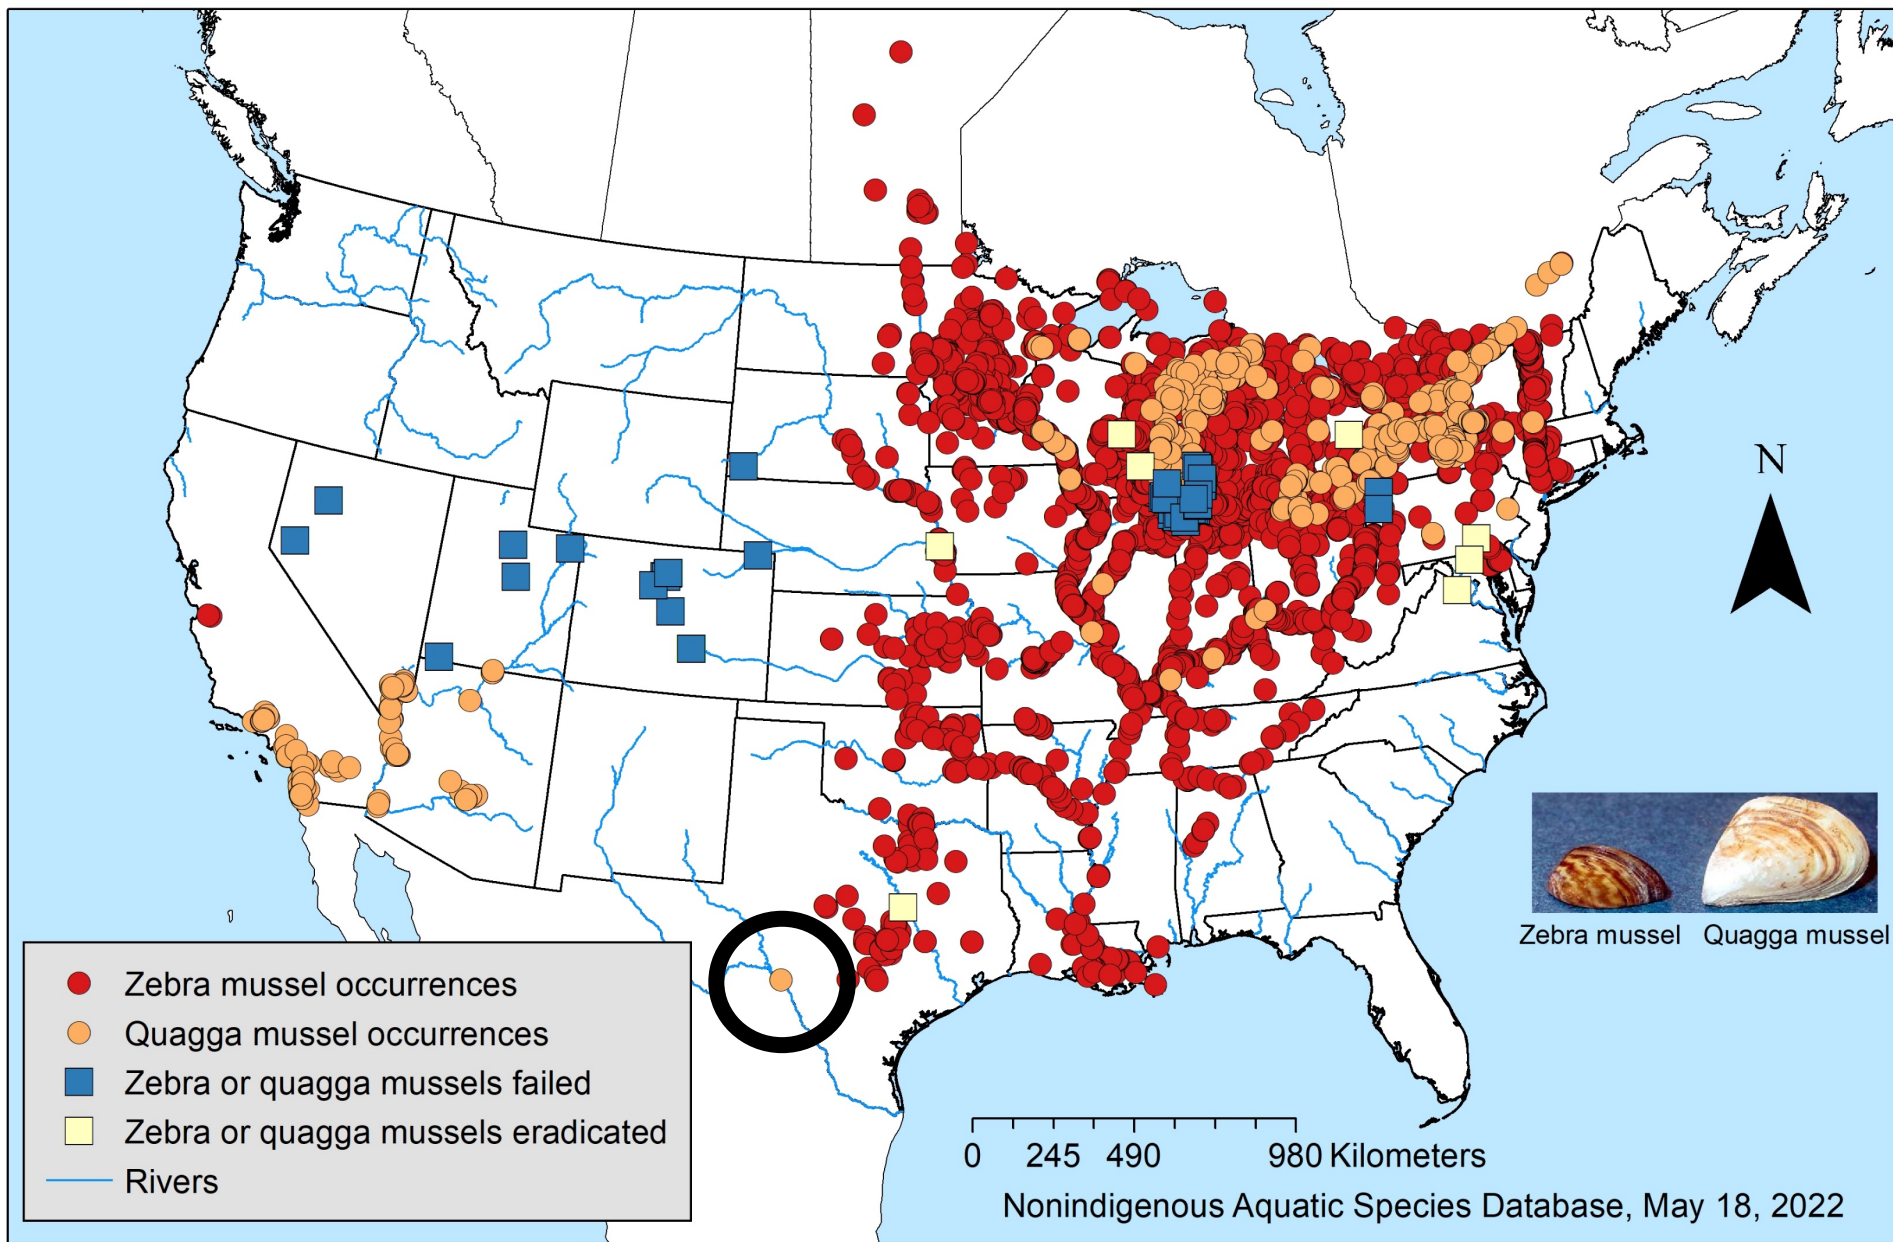 N
Zebra mussel Quagga mussel
Zebra mussel occurrences
Quagga mussel occurrences
Zebra or quagga mussels failed
Zebra or quagga mussels eradicated
Rivers
0 245 490 980 Kilometers
Nonindigenous Aquatic Species Database, May 18, 2022